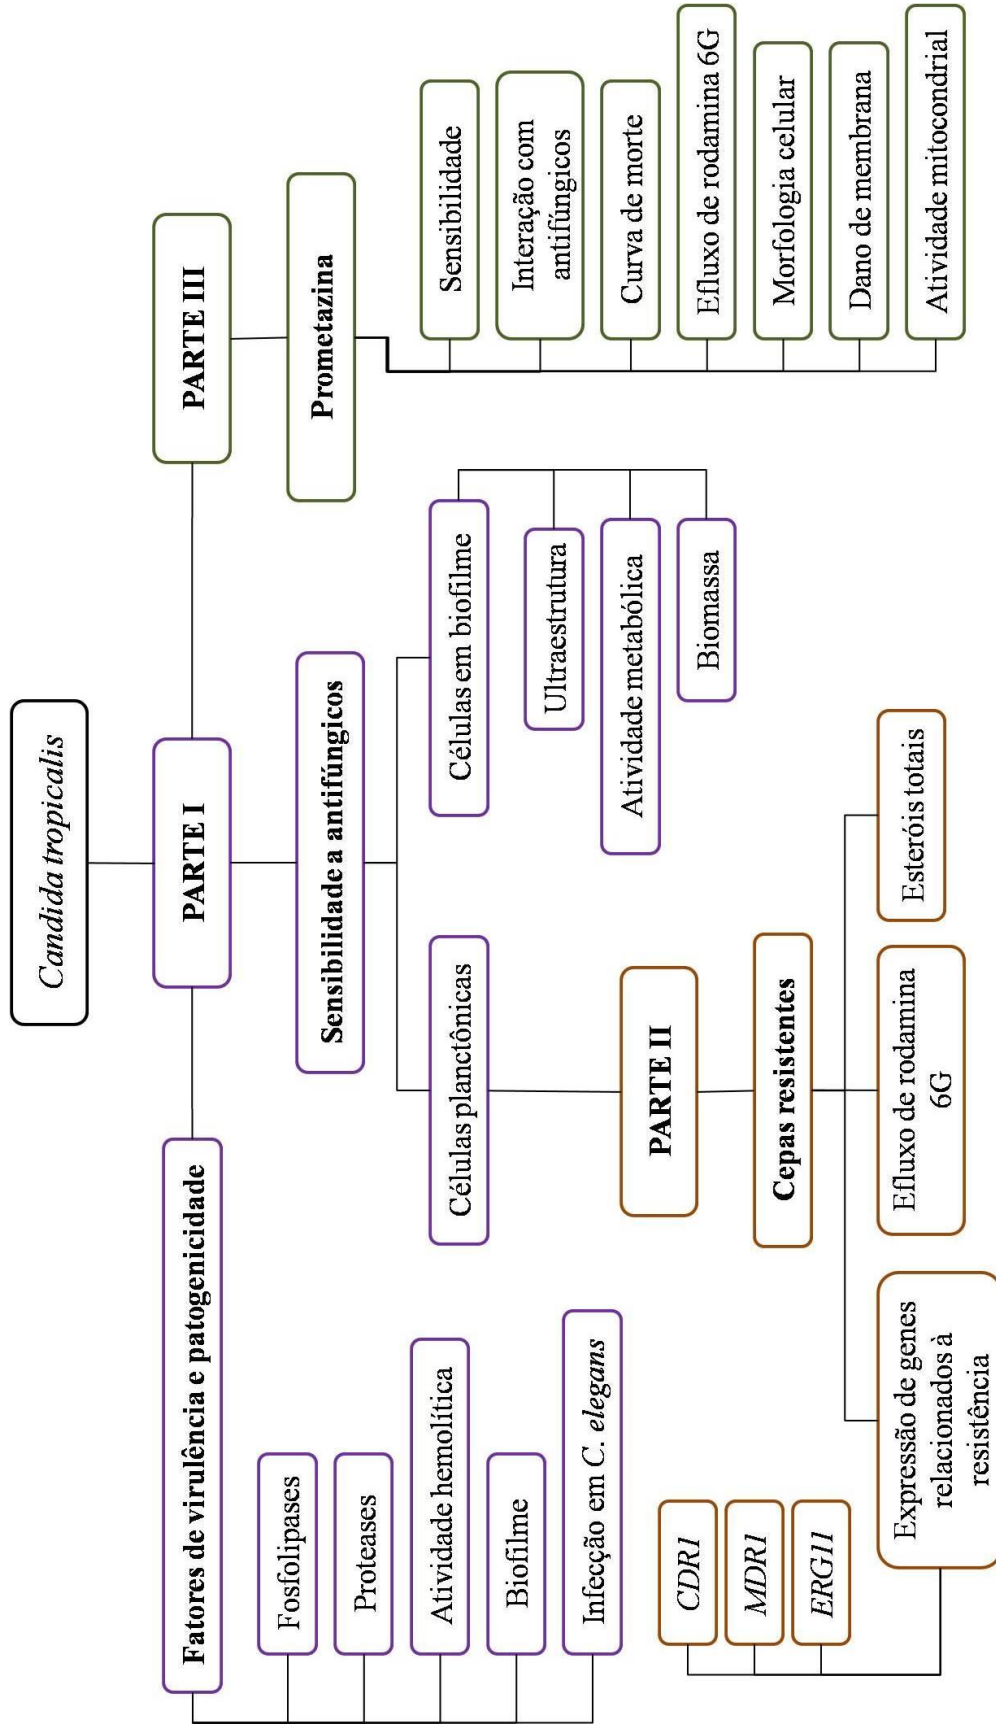 Candida tropicalis
PARTE I
PARTE III
Fatores de virulência e patogenicidade
Fosfolipases
Proteases
Atividade hemolítica
Biofilme
Infecção em C. elegans
Sensibilidade a antifúngicos
Células planctônicas
Células em biofilme
Ultraestrutura
Atividade metabólica
Biomassa
PARTE II
Cepas resistentes
Expressão de genes
relacionados à
resistência
CDR1
MDR1
ERG11
Efluxo de rodamina
6G
Esteróis totais
Prometazina
Sensibilidade
Interação com
antifúngicos
Curva de morte
Efluxo de rodamina 6G
Morfologia celular
Dano de membrana
Atividade mitocondrial